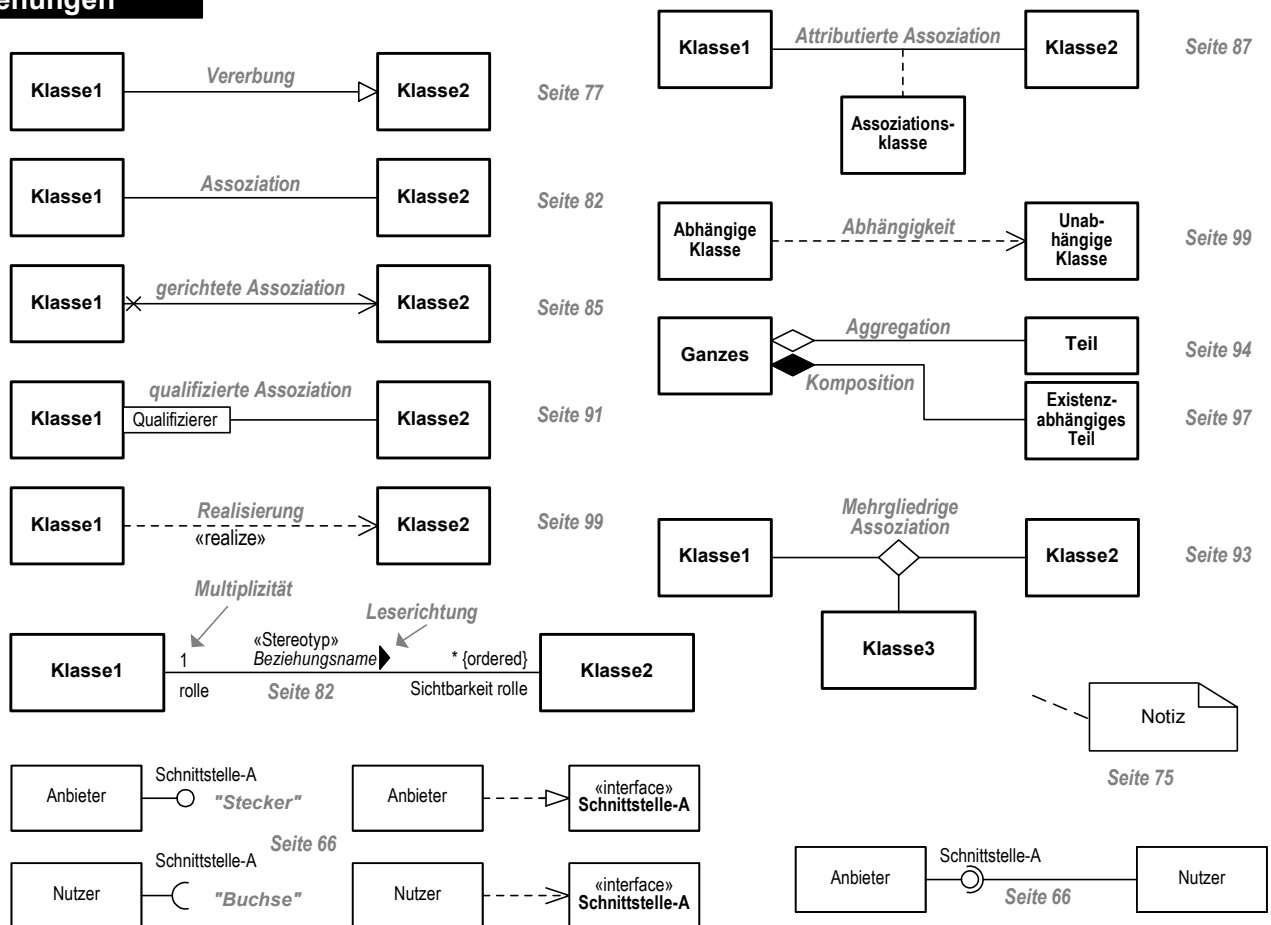 Vererbung
Klasse1
Klasse2
Seite 77
Assoziation
Klasse1
Klasse2
Seite 82
gerichtete Assoziation
Klasse1
Klasse2
Seite 85
qualifizierte Assoziation
Klasse1
Qualifizierer
Klasse2
Seite 91
Realisierung
Klasse1
«realize»
Klasse2
Seite 99
Multiplizität
Leserichtung
Klasse1
1
rolle
«Stereotyp»
Beziehungsname
Seite 82
* {ordered}
Sichtbarkeit rolle
Klasse2
Anbieter
Schnittstelle-A
"Stecker"
Anbieter
«interface»
Schnittstelle-A
Seite 66
Nutzer
Schnittstelle-A
"Buchse"
Nutzer
«interface»
Schnittstelle-A
Klasse1
Attributierte Assoziation
Klasse2
Seite 87
Assoziations-
klasse
Abhängige
Klasse
Abhängigkeit
Unab-
hängige
Klasse
Seite 99
Ganzes
Aggregation
Teil
Seite 94
Komposition
Existenz-
abhängiges
Teil
Seite 97
Mehrgliedrige
Assoziation
Klasse1
Klasse2
Seite 93
Klasse3
Notiz
Seite 75
Anbieter
Schnittstelle-A
Seite 66
Nutzer